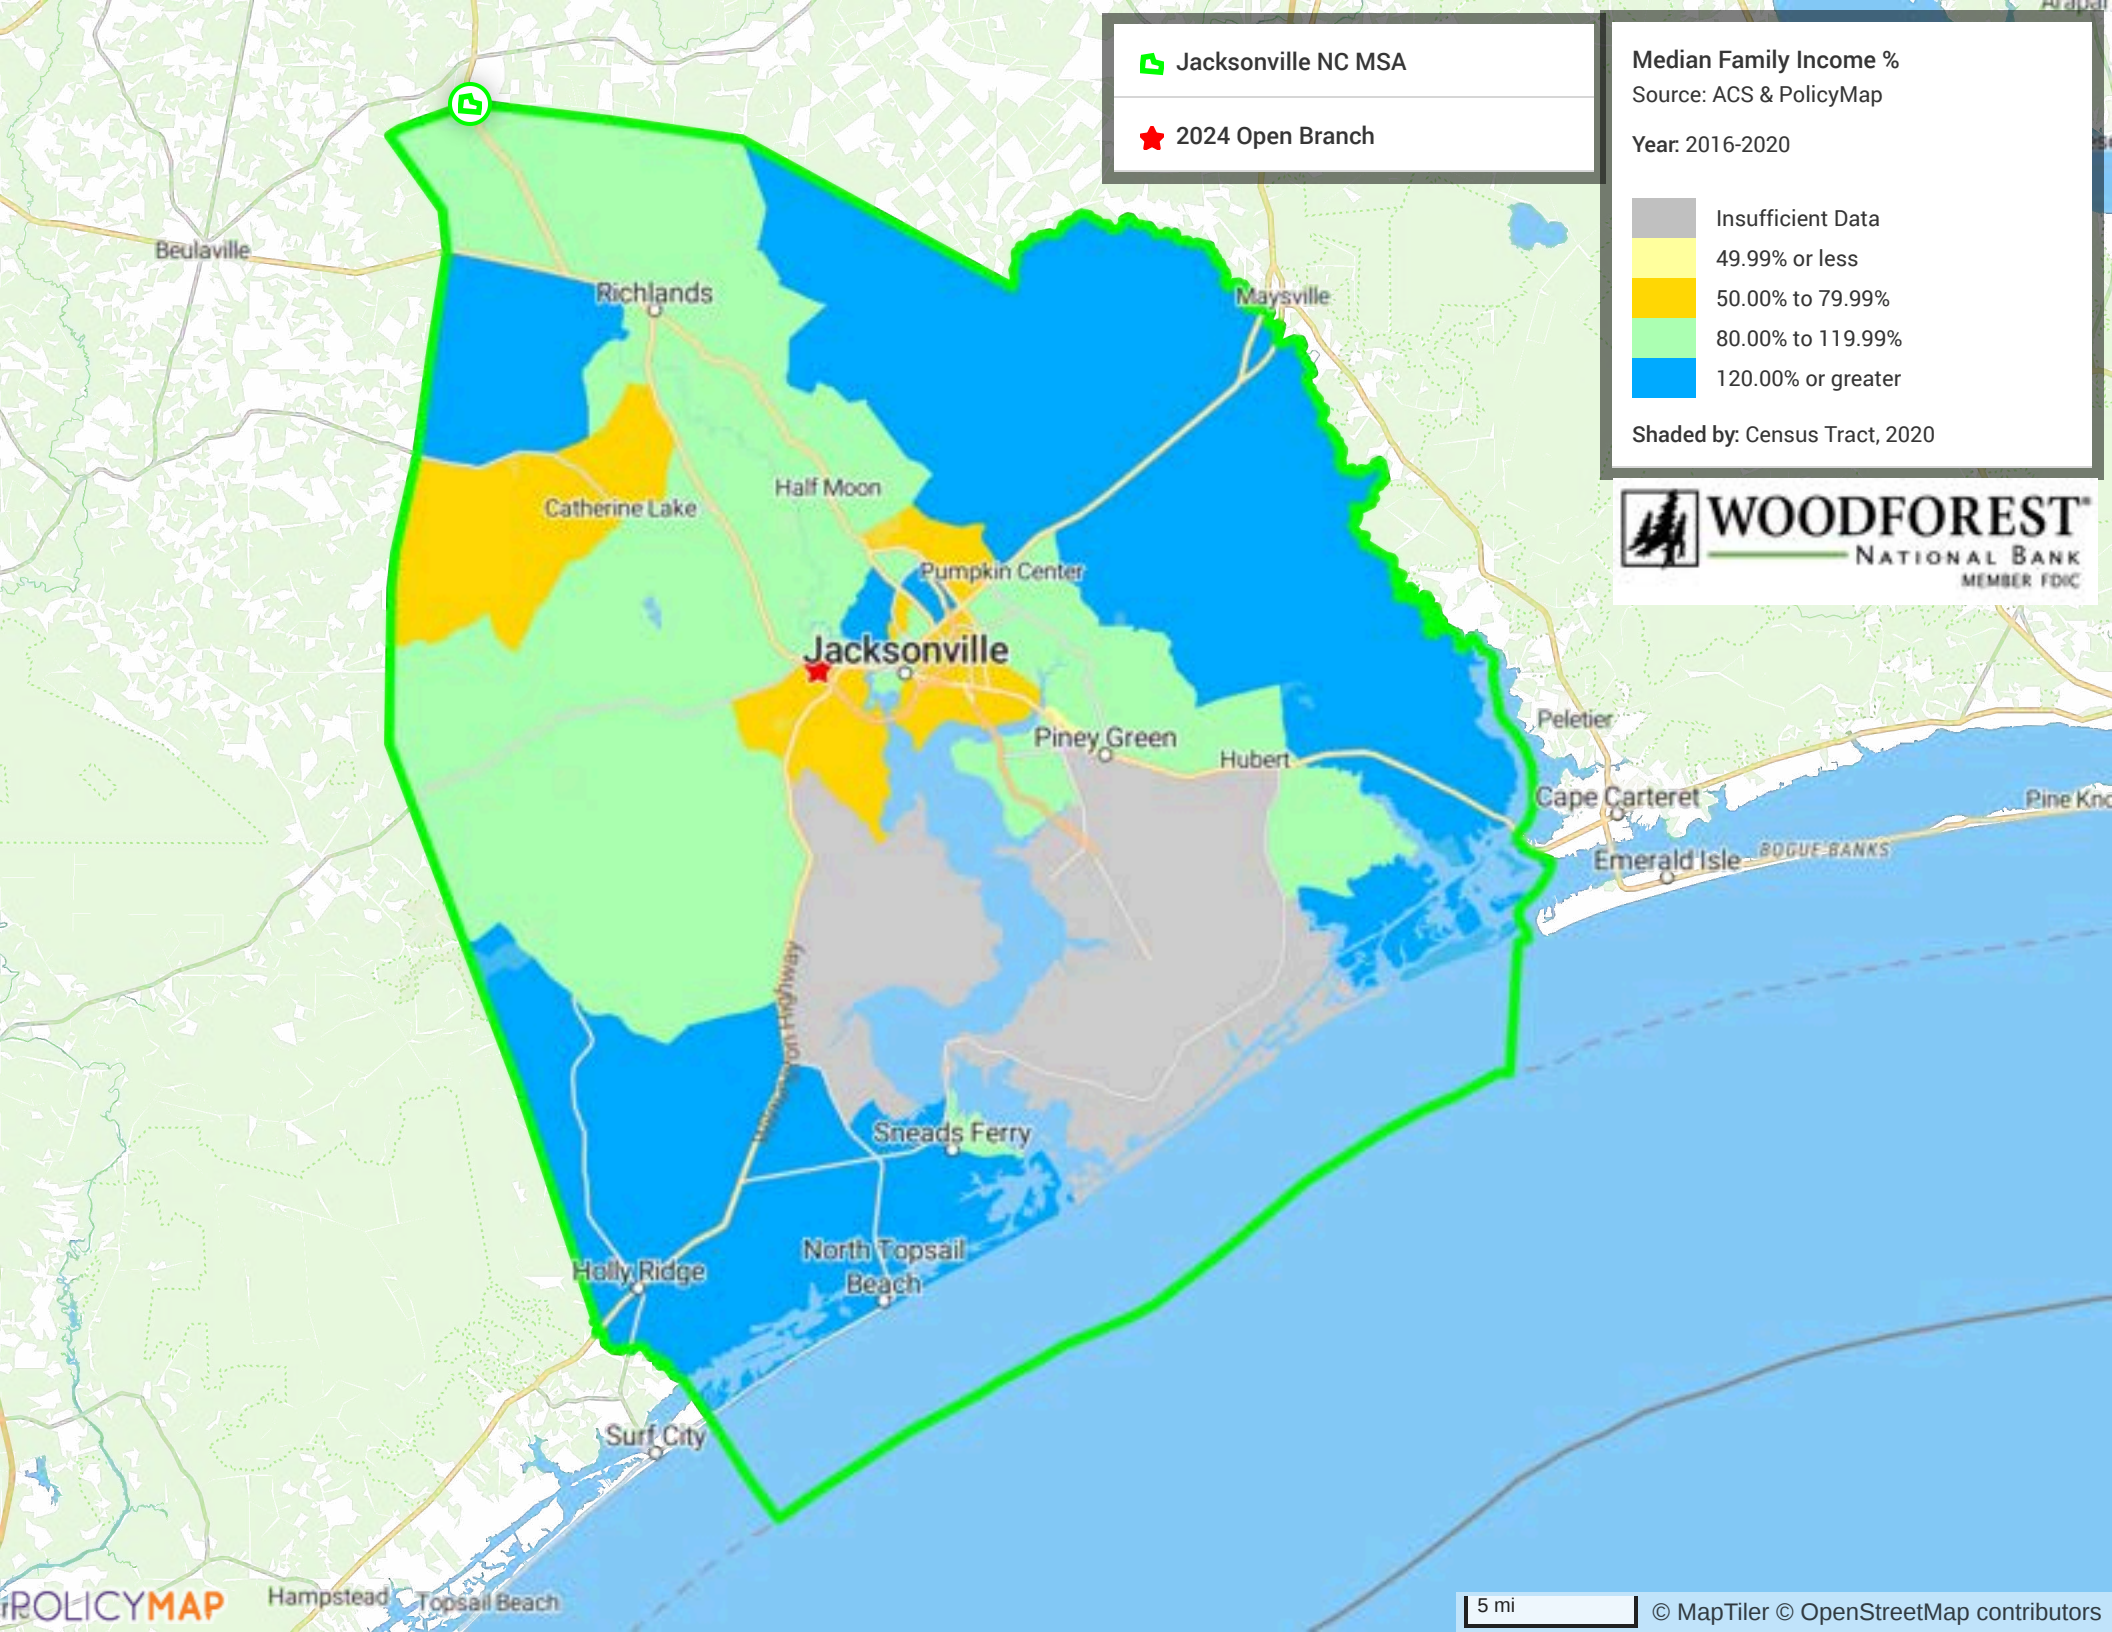 Jacksonville NC MSA
2024 Open Branch
Median Family Income %
Source: ACS & PolicyMap
Year: 2016-2020
Insufficient Data
49.99% or less
50.00% to 79.99%
80.00% to 119.99%
120.00% or greater
Shaded by: Census Tract, 2020
WOODFOREST®
NATIONAL BANK
MEMBER FDIC
Beulaville
Richlands
Maysville
Half Moon
Catherine Lake
Pumpkin Center
Jacksonville
Peletier
Piney Green
Hubert
Cape Carteret
Pine Kno
BOGUE BANKS
Emerald Isle
Highway
Sneads Ferry
North Topsail
Beach
Holly Ridge
Surf City
Hampstead
Topsail Beach
POLICYMAP
5 mi
© MapTiler © OpenStreetMap contributors